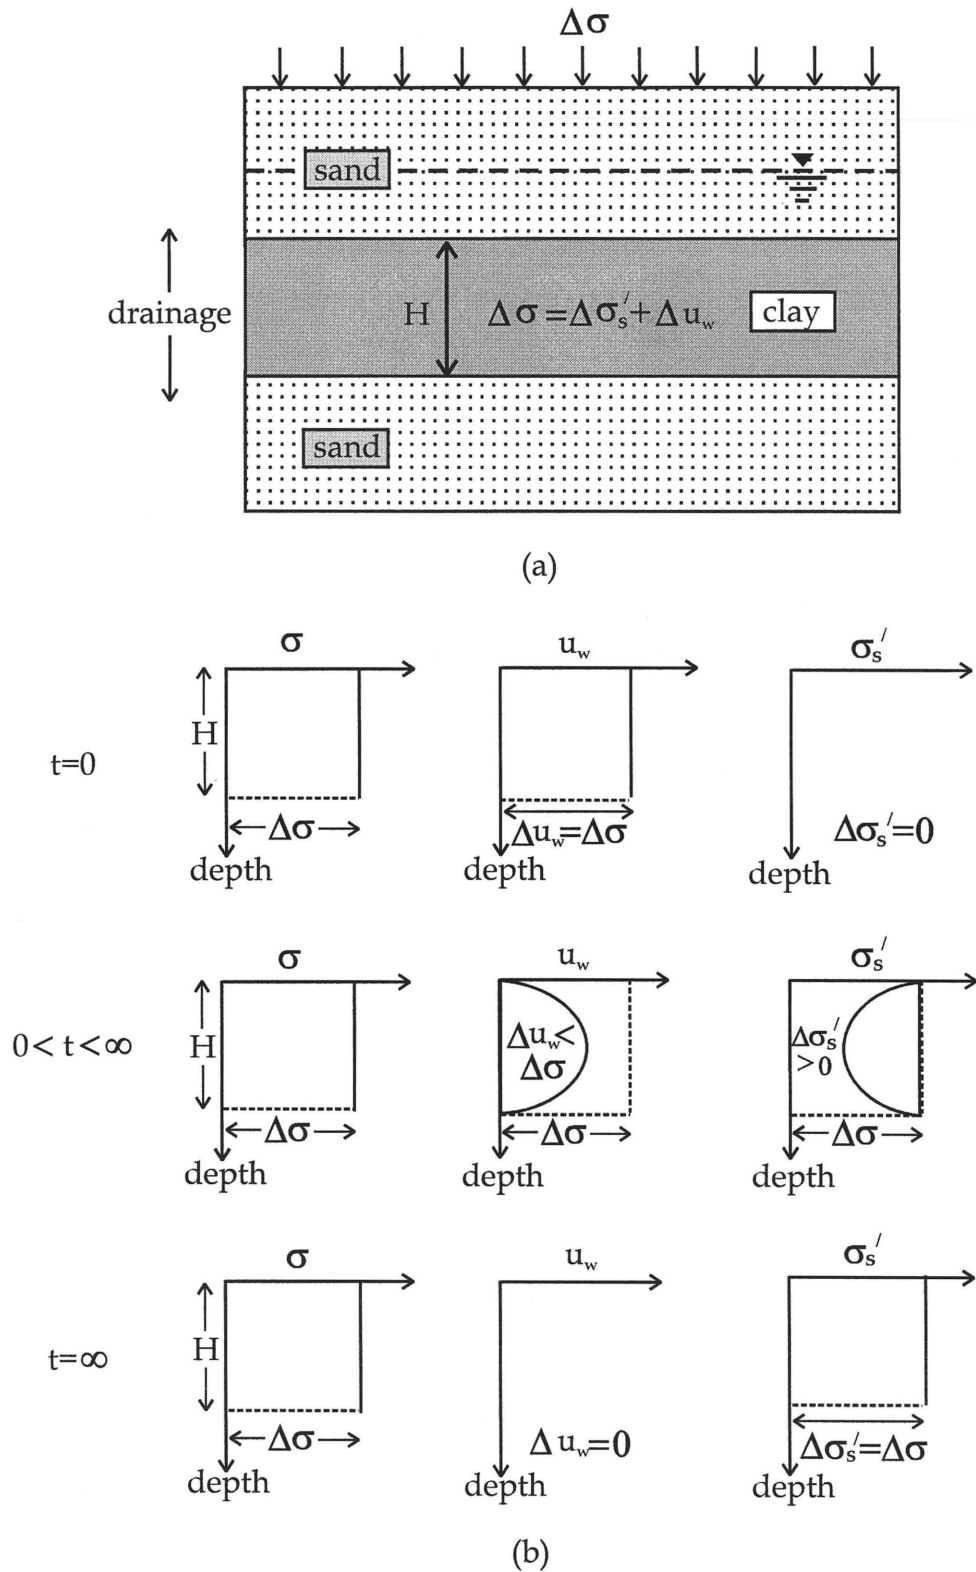 Δσ
sand
drainage
H
Δσ=Δσs′+Δuw
clay
sand
(a)
σ
uw
σs′
t=0
H
Δσ
Δuw=Δσ
Δσs′=0
depth
depth
depth
σ
uw
σs′
0<t<∞
H
Δuw<
Δσ
Δσs′
>0
Δσ
Δσ
Δσ
depth
depth
depth
σ
uw
σs′
t=∞
H
Δσ
Δuw=0
Δσs′=Δσ
depth
depth
depth
(b)